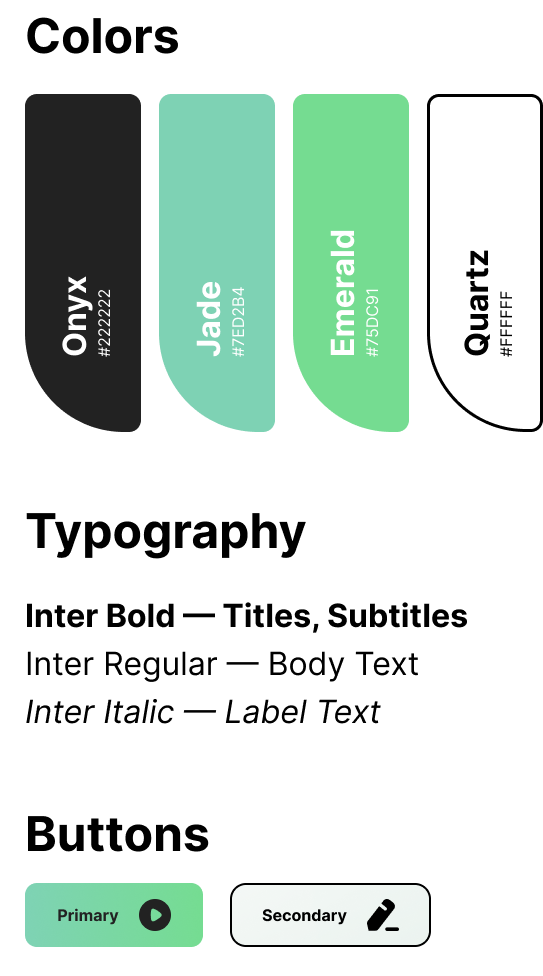 Colors
Onyx
#222222
Jade
#7ED2B4
Emerald
#75DC91
Quartz
#FFFFFF
Typography
Inter Bold — Titles, Subtitles
Inter Regular — Body Text
Inter Italic — Label Text
Buttons
Primary
Secondary